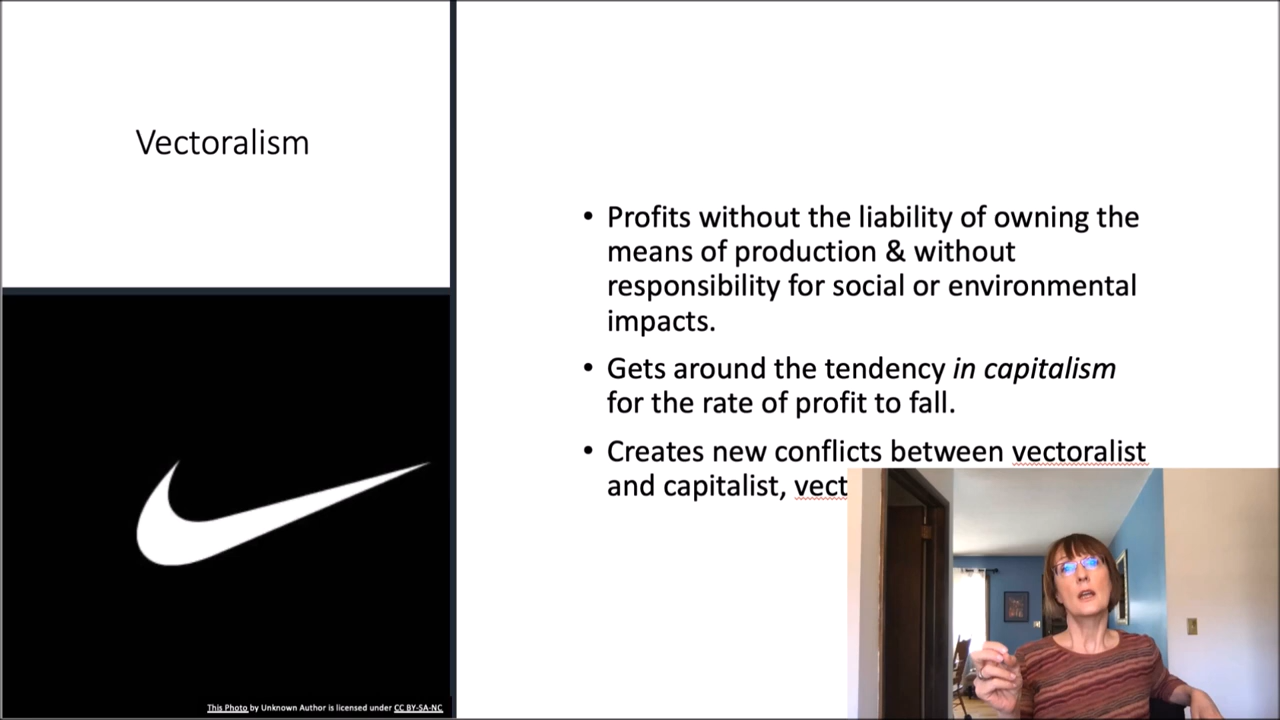 Vectoralism
• Profits without the liability of owning the
means of production & without
responsibility for social or environmental
impacts.
• Gets around the tendency in capitalism
for the rate of profit to fall.
• Creates new conflicts between vectoralist
and capitalist, vect
This Photo by Unknown Author is licensed under CC BY-SA-NC